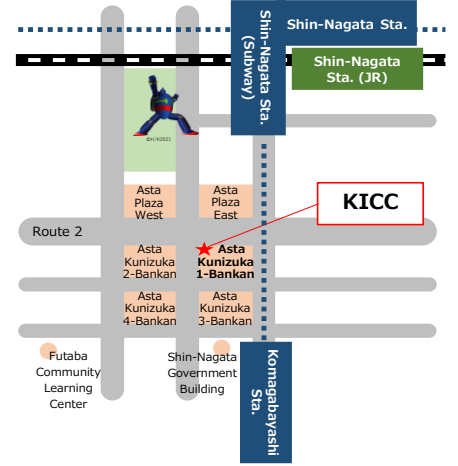 Shin-Nagata Sta.
Shin-Nagata Sta.
(Subway)
Shin-Nagata
Sta. (JR)
©H/K2021
Asta
Plaza
West
Asta
Plaza
East
KICC
Route 2
Asta
Kunizuka
2-Bankan
Asta
Kunizuka
1-Bankan
Asta
Kunizuka
4-Bankan
Asta
Kunizuka
3-Bankan
Futaba
Community
Learning
Center
Shin-Nagata
Government
Building
Komagabayashi
Sta.